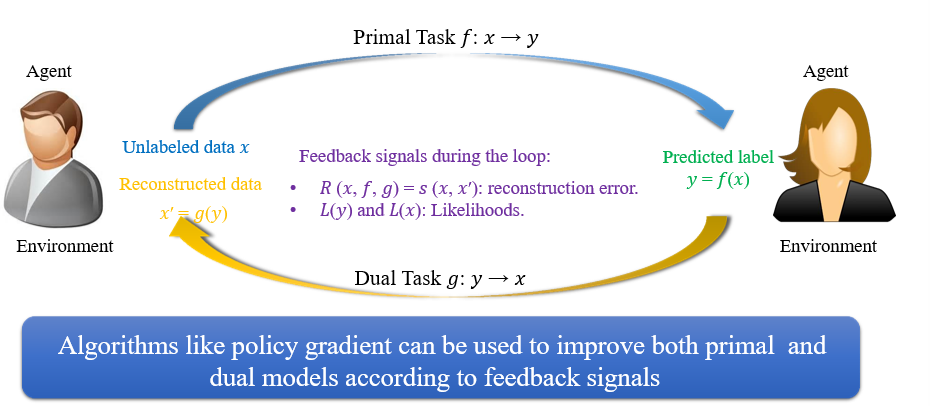 Primal Task f: x → y
Agent
Agent
Unlabeled data x
Feedback signals during the loop:
Predicted label
y = f(x)
Reconstructed data
• R (x, f, g) = s (x, x′): reconstruction error.
x′ = g(y)
• L(y) and L(x): Likelihoods.
Environment
Environment
Dual Task g: y → x
Algorithms like policy gradient can be used to improve both primal and
dual models according to feedback signals